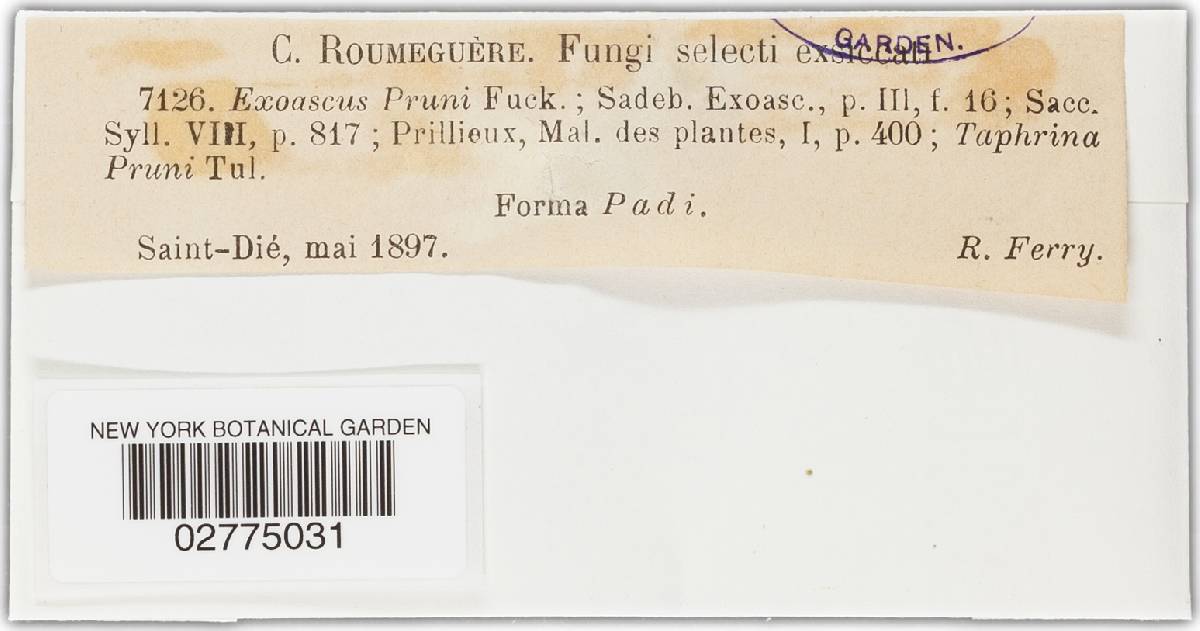 C. ROUMEGUÈRE. Fungi selecti exsiccati
GARDEN.
7126. Exoascus Pruni Fuck. ; Sadeb. Exoasc., p. III, f. 16 ; Sacc.
Syll. VIII, p. 817 ; Prillieux, Mal. des plantes, I, p. 400 ; Taphrina
Pruni Tul.
Forma Padi.
Saint-Dié, mai 1897. R. Ferry.
NEW YORK BOTANICAL GARDEN
02775031